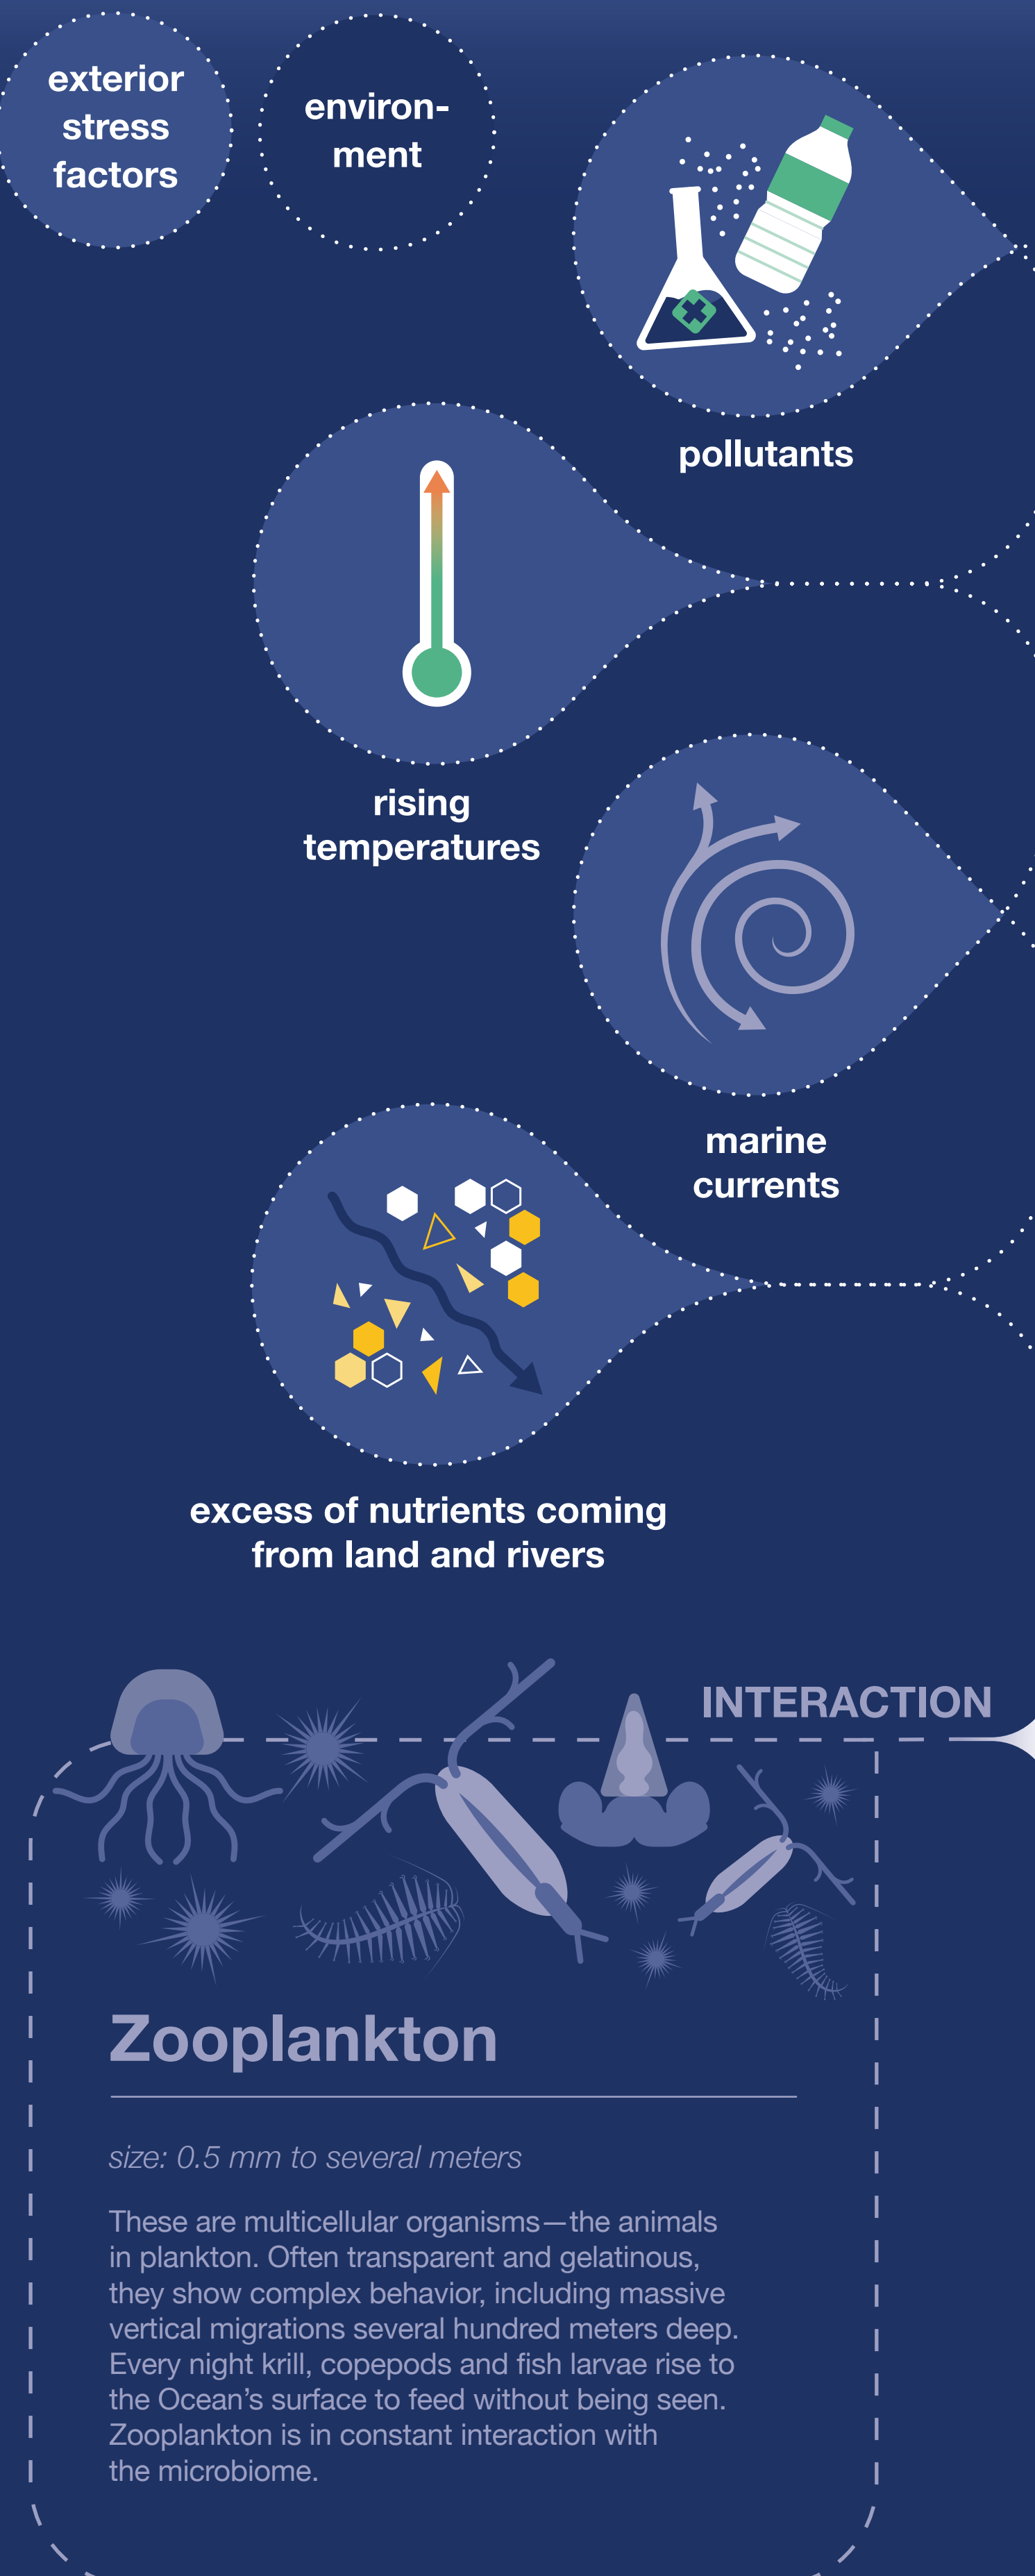 exterior
stress
factors
environ-
ment
pollutants
rising
temperatures
marine
currents
excess of nutrients coming
from land and rivers
INTERACTION
Zooplankton
size: 0.5 mm to several meters
These are multicellular organisms—the animals
in plankton. Often transparent and gelatinous,
they show complex behavior, including massive
vertical migrations several hundred meters deep.
Every night krill, copepods and fish larvae rise to
the Ocean’s surface to feed without being seen.
Zooplankton is in constant interaction with
the microbiome.